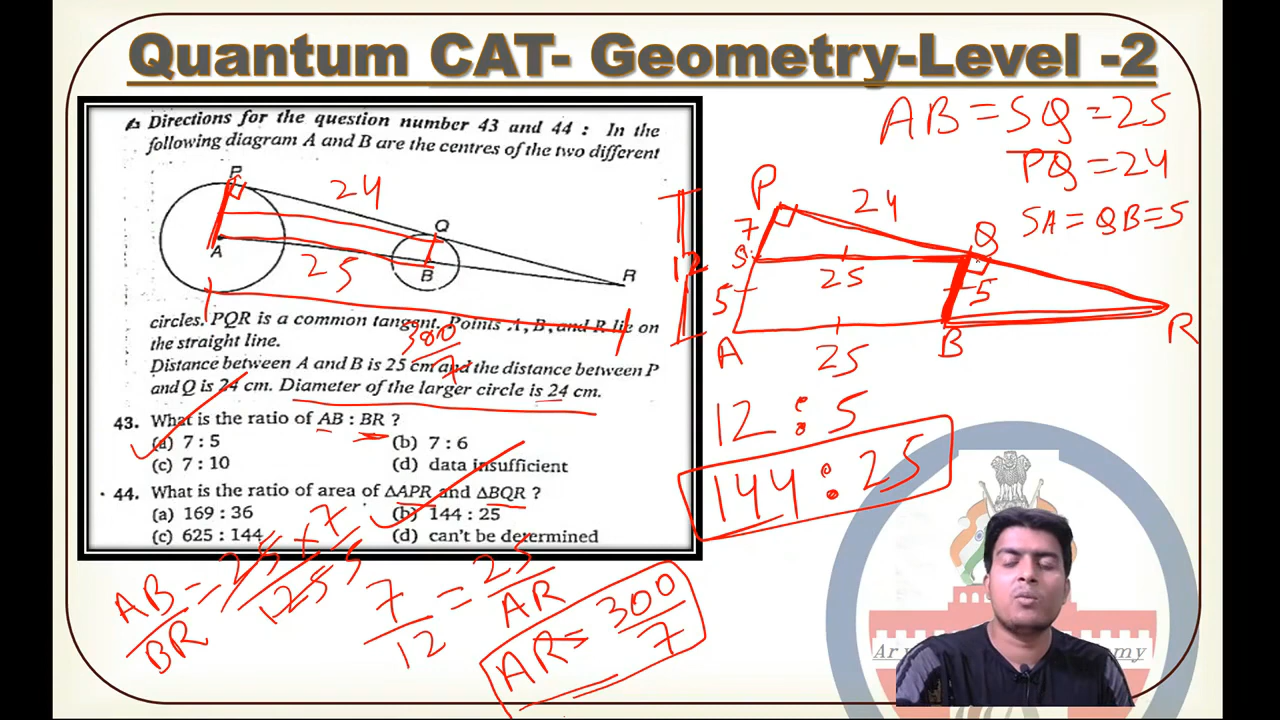 Quantum CAT- Geometry-Level -2
Directions for the question number 43 and 44 : In the
following diagram A and B are the centres of the two different
P
24
Q
A
25
B
R
circles. PQR is a common tangent. Points A, B, and R lie on
the straight line.
300
7
Distance between A and B is 25 cm and the distance between P
and Q is 24 cm. Diameter of the larger circle is 24 cm.
43. What is the ratio of AB : BR ?
(a) 7 : 5 (b) 7 : 6
(c) 7 : 10 (d) data insufficient
44. What is the ratio of area of ΔAPR and ΔBQR ?
(a) 169 : 36 (b) 144 : 25
(c) 625 : 144 (d) can't be determined
AB = SQ = 25
PQ = 24
SA = QB = 5
P
24
7
Q
S
12
25
5
5
R
A
25
B
12 : 5
144 : 25
AB/BR = 25 × 7/125 5
7/12 = 25/AR
AR = 300/7